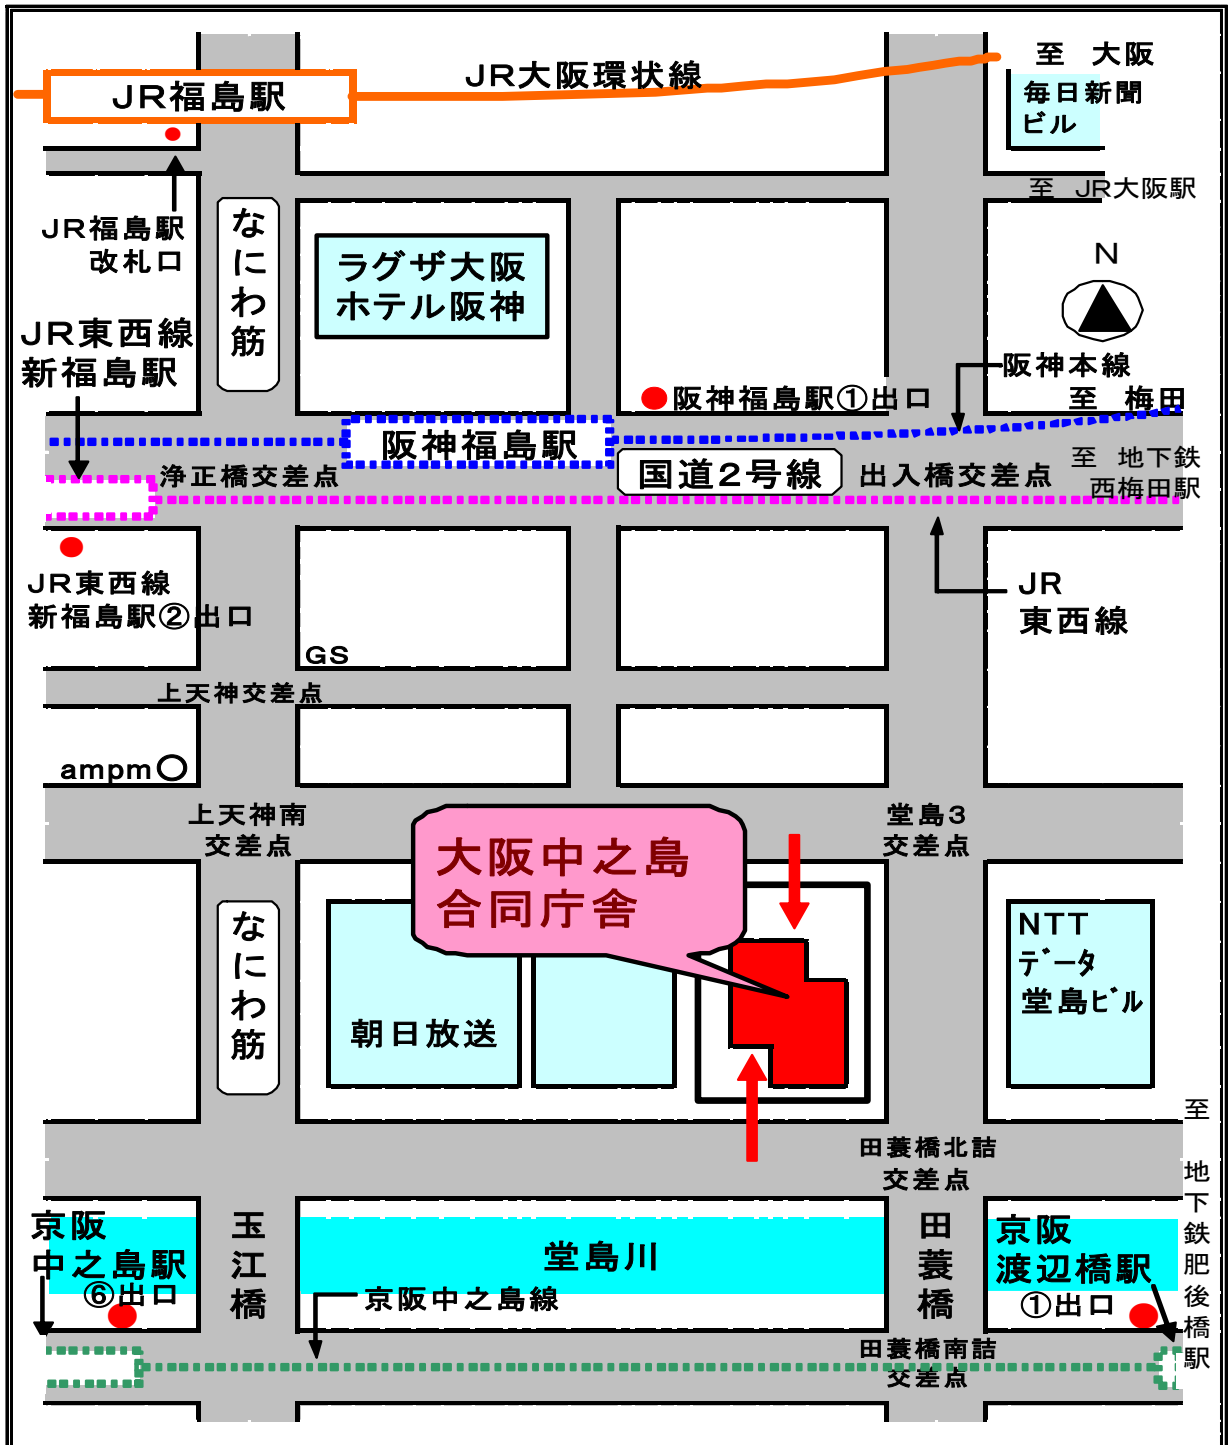 至 大阪
JR大阪環状線
JR福島駅
毎日新聞
ビル
至 JR大阪駅
JR福島駅
改札口
なにわ筋
ラグザ大阪
ホテル阪神
N
JR東西線
新福島駅
阪神本線
阪神福島駅①出口
至 梅田
阪神福島駅
浄正橋交差点
国道2号線
出入橋交差点
至 地下鉄
西梅田駅
JR東西線
新福島駅②出口
JR
東西線
GS
上天神交差点
ampm
上天神南
交差点
堂島3
交差点
大阪中之島
合同庁舎
なにわ筋
朝日放送
NTT
データ
堂島ビル
田蓑橋北詰
交差点
至 地下鉄肥後橋駅
京阪
中之島駅
⑥出口
玉江橋
堂島川
田蓑橋
京阪
渡辺橋駅
①出口
京阪中之島線
田蓑橋南詰
交差点